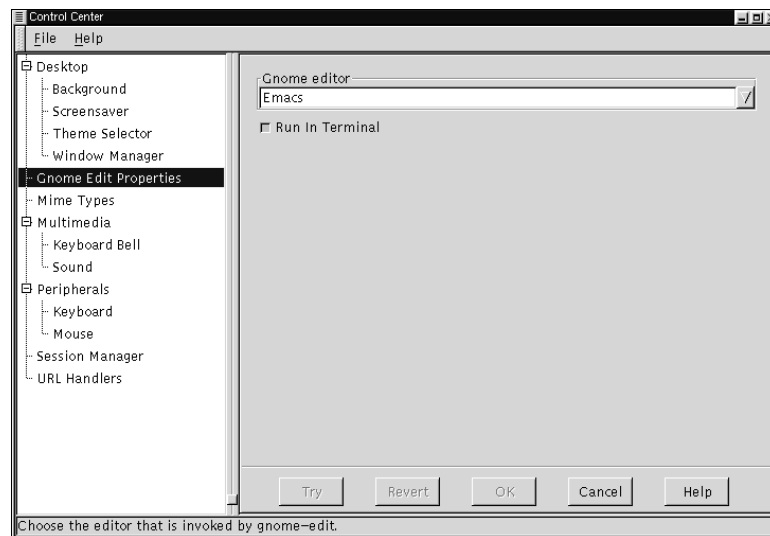 Control Center
File Help
Desktop
Background
Screensaver
Theme Selector
Window Manager
Gnome Edit Properties
Mime Types
Multimedia
Keyboard Bell
Sound
Peripherals
Keyboard
Mouse
Session Manager
URL Handlers
Gnome editor
Emacs
Run In Terminal
Try Revert OK Cancel Help
Choose the editor that is invoked by gnome-edit.